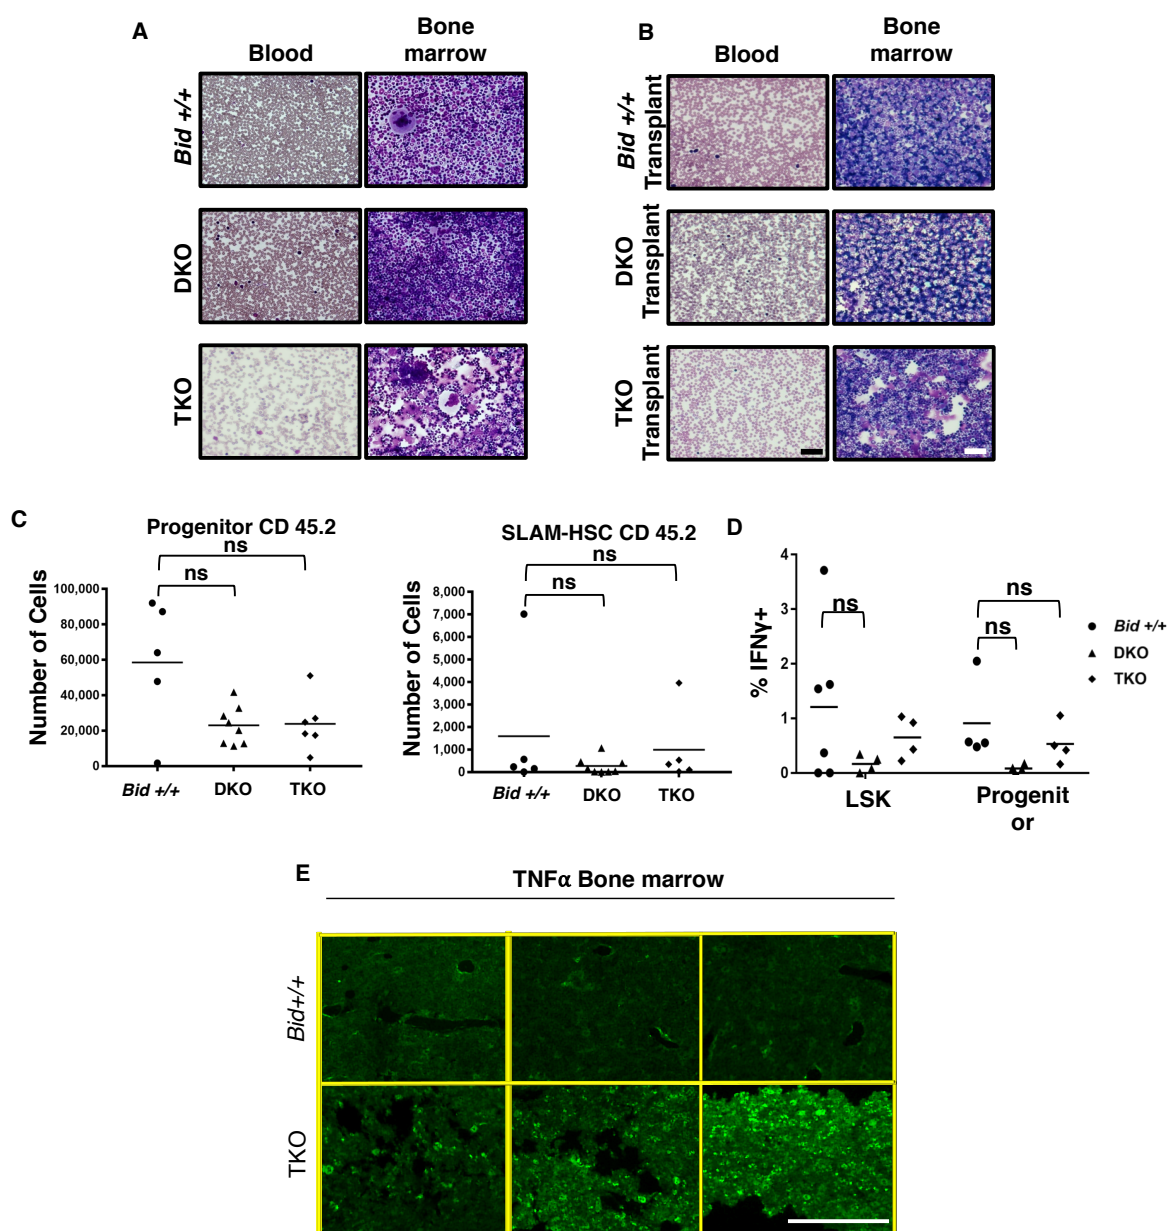 A
Blood
Bone
marrow
Bid +/+
DKO
TKO
B
Blood
Bone
marrow
Bid +/+
Transplant
DKO
Transplant
TKO
Transplant
C
Progenitor CD 45.2
ns
ns
Number of Cells
100,000
80,000
60,000
40,000
20,000
0
Bid +/+
DKO
TKO
SLAM-HSC CD 45.2
ns
ns
Number of Cells
8,000
7,000
6,000
5,000
4,000
3,000
2,000
1,000
0
Bid +/+
DKO
TKO
D
% IFNγ+
4
3
2
1
0
ns
ns
ns
LSK
Progenit
or
Bid +/+
DKO
TKO
E
TNFα Bone marrow
Bid+/+
TKO